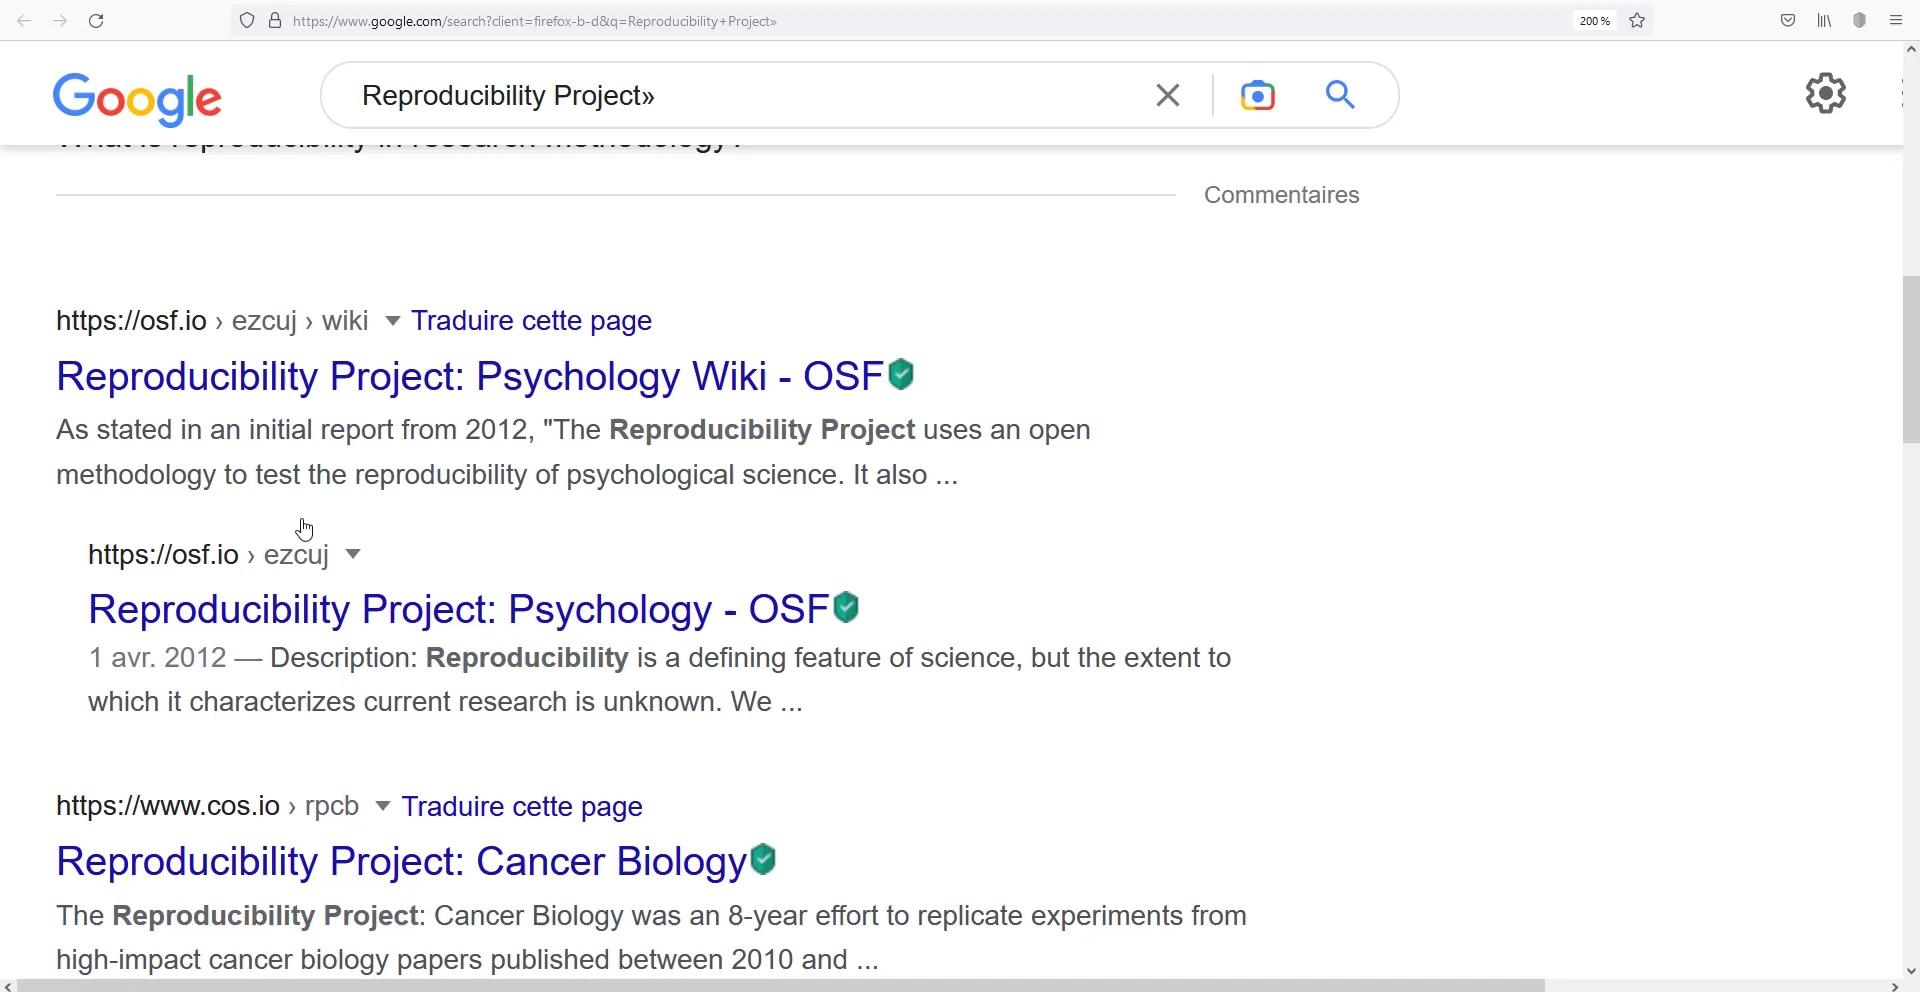 https://www.google.com/search?client=firefox-b-d&q=Reproducibility+Project»
200 %
Google
Reproducibility Project»
What is reproducibility in research methodology?
Commentaires
https://osf.io › ezcuj › wiki Traduire cette page
Reproducibility Project: Psychology Wiki - OSF
As stated in an initial report from 2012, "The Reproducibility Project uses an open
methodology to test the reproducibility of psychological science. It also ...
https://osf.io › ezcuj
Reproducibility Project: Psychology - OSF
1 avr. 2012 — Description: Reproducibility is a defining feature of science, but the extent to
which it characterizes current research is unknown. We ...
https://www.cos.io › rpcb Traduire cette page
Reproducibility Project: Cancer Biology
The Reproducibility Project: Cancer Biology was an 8-year effort to replicate experiments from
high-impact cancer biology papers published between 2010 and ...